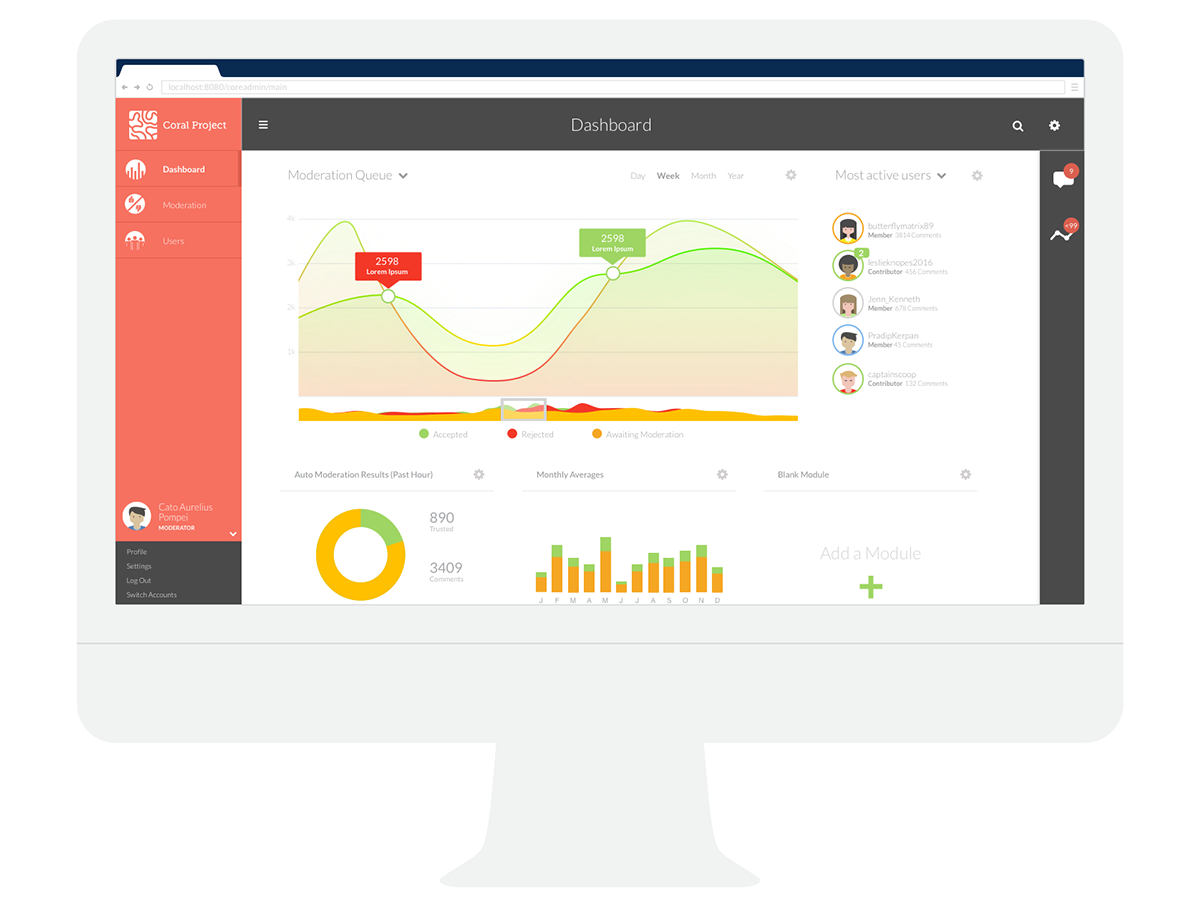 localhost:8080/coreadmin/main
Coral Project
Dashboard
Dashboard
Moderation
Users
Moderation Queue
Day Week Month Year
4k
3k
2k
1k
2598
Lorem Ipsum
2598
Lorem Ipsum
Accepted
Rejected
Awaiting Moderation
Most active users
butterflymatrix89
Member 3814 Comments
2
leslieknopes2016
Contributor 456 Comments
Jenn_Kenneth
Member 678 Comments
PradipKerpan
Member 45 Comments
captainscoop
Contributor 132 Comments
9
<99
Auto Moderation Results (Past Hour)
890
Trusted
3409
Comments
Monthly Averages
J F M A M J J A S O N D
Blank Module
Add a Module
Cato Aurelius
Pompei
MODERATOR
Profile
Settings
Log Out
Switch Accounts